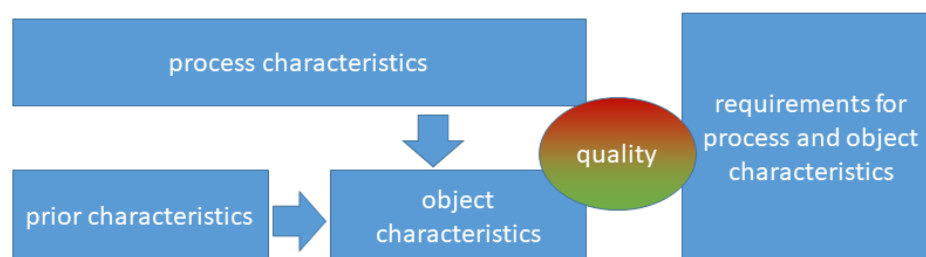 process characteristics
requirements for
process and object
characteristics
quality
prior characteristics
object
characteristics